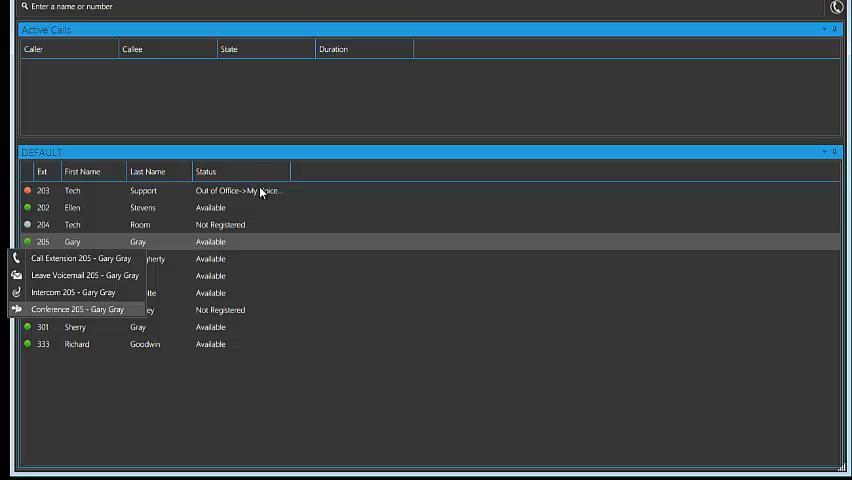 Enter a name or number
Active Calls
Caller Callee State Duration
DEFAULT
Ext First Name Last Name Status
203 Tech Support Out of Office->My
202 Ellen Stevens Available
204 Tech Room Not Registered
205 Gary Gray Available
Call Extension 205 - Gary Gray
Available
Leave Voicemail 205 - Gary Gray Available
Intercom 205 - Gary Gray Available
Conference 205 - Gary Gray Not Registered
301 Sherry Gray Available
333 Richard Goodwin Available